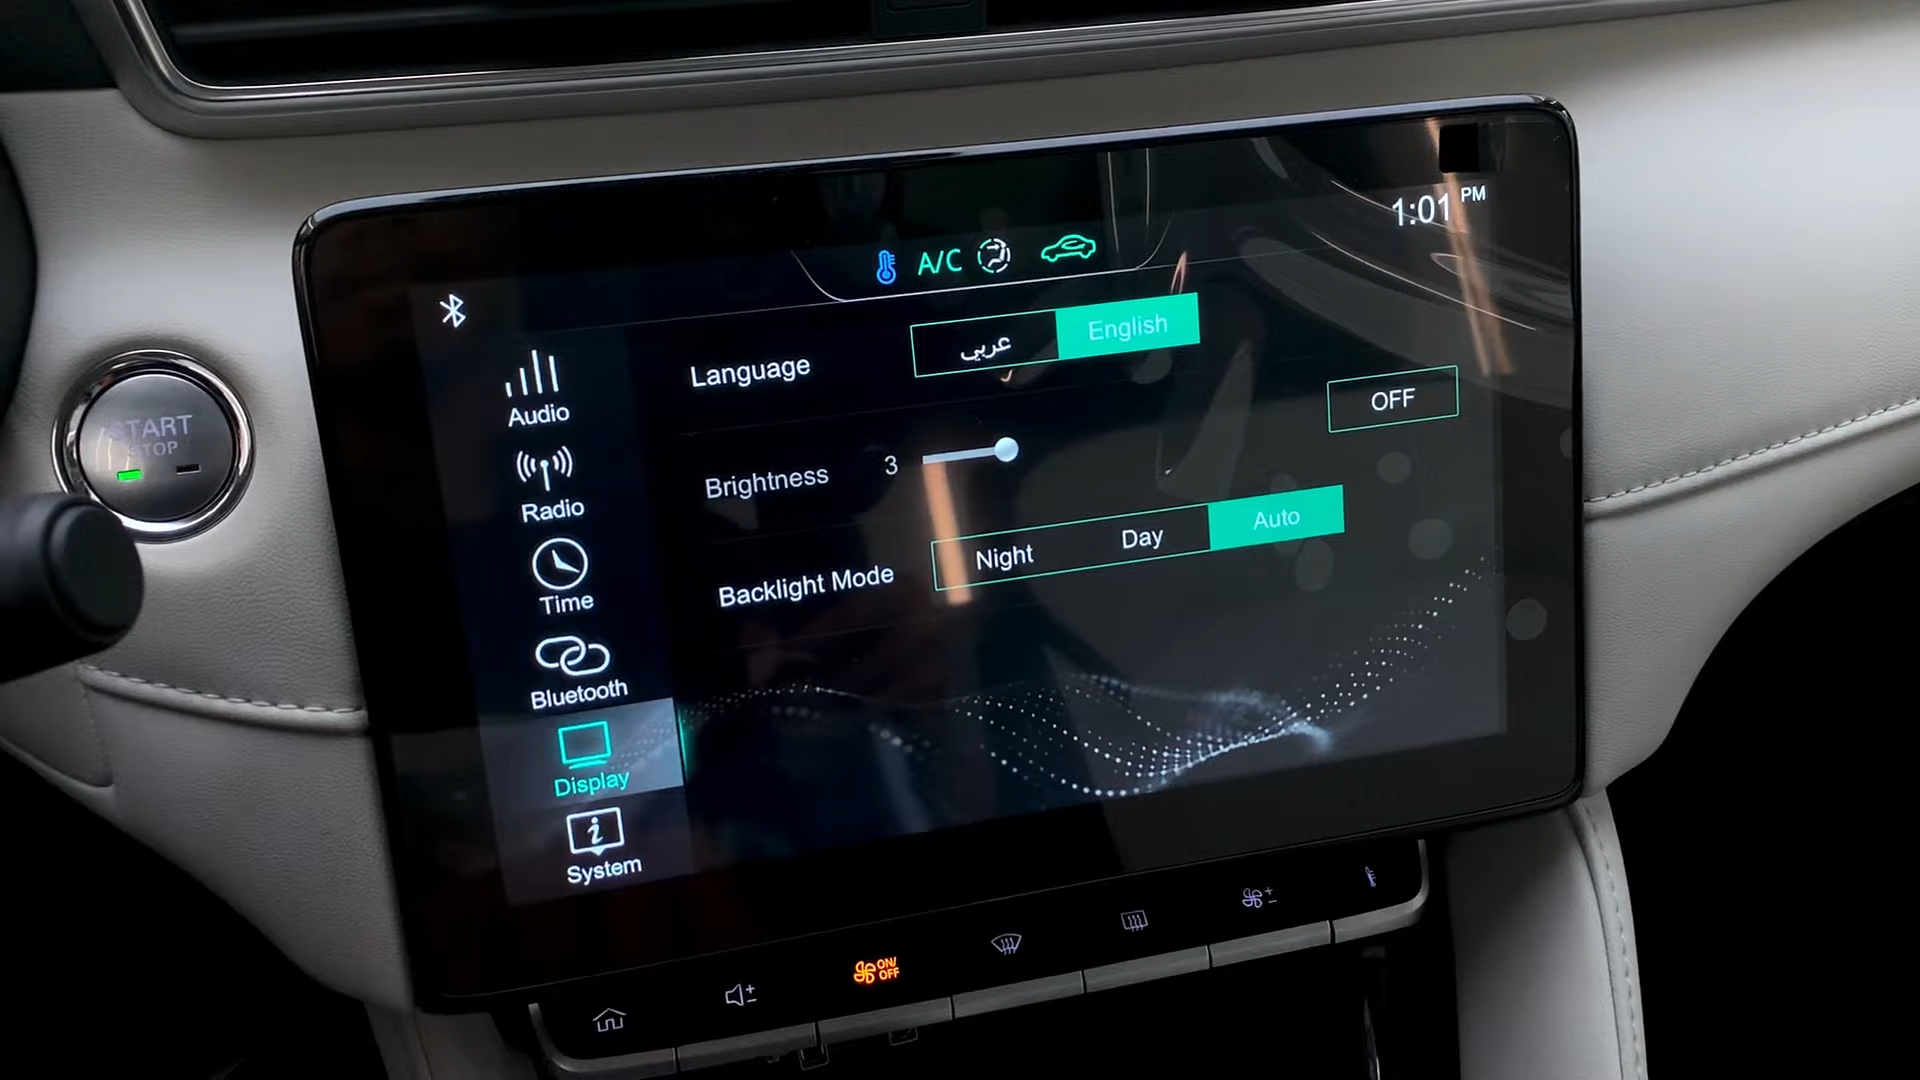 1:01 PM
A/C
START
STOP
Language
عربي
English
OFF
Brightness
3
Backlight Mode
Night
Day
Auto
Audio
Radio
Time
Bluetooth
Display
i
System
ON/
OFF